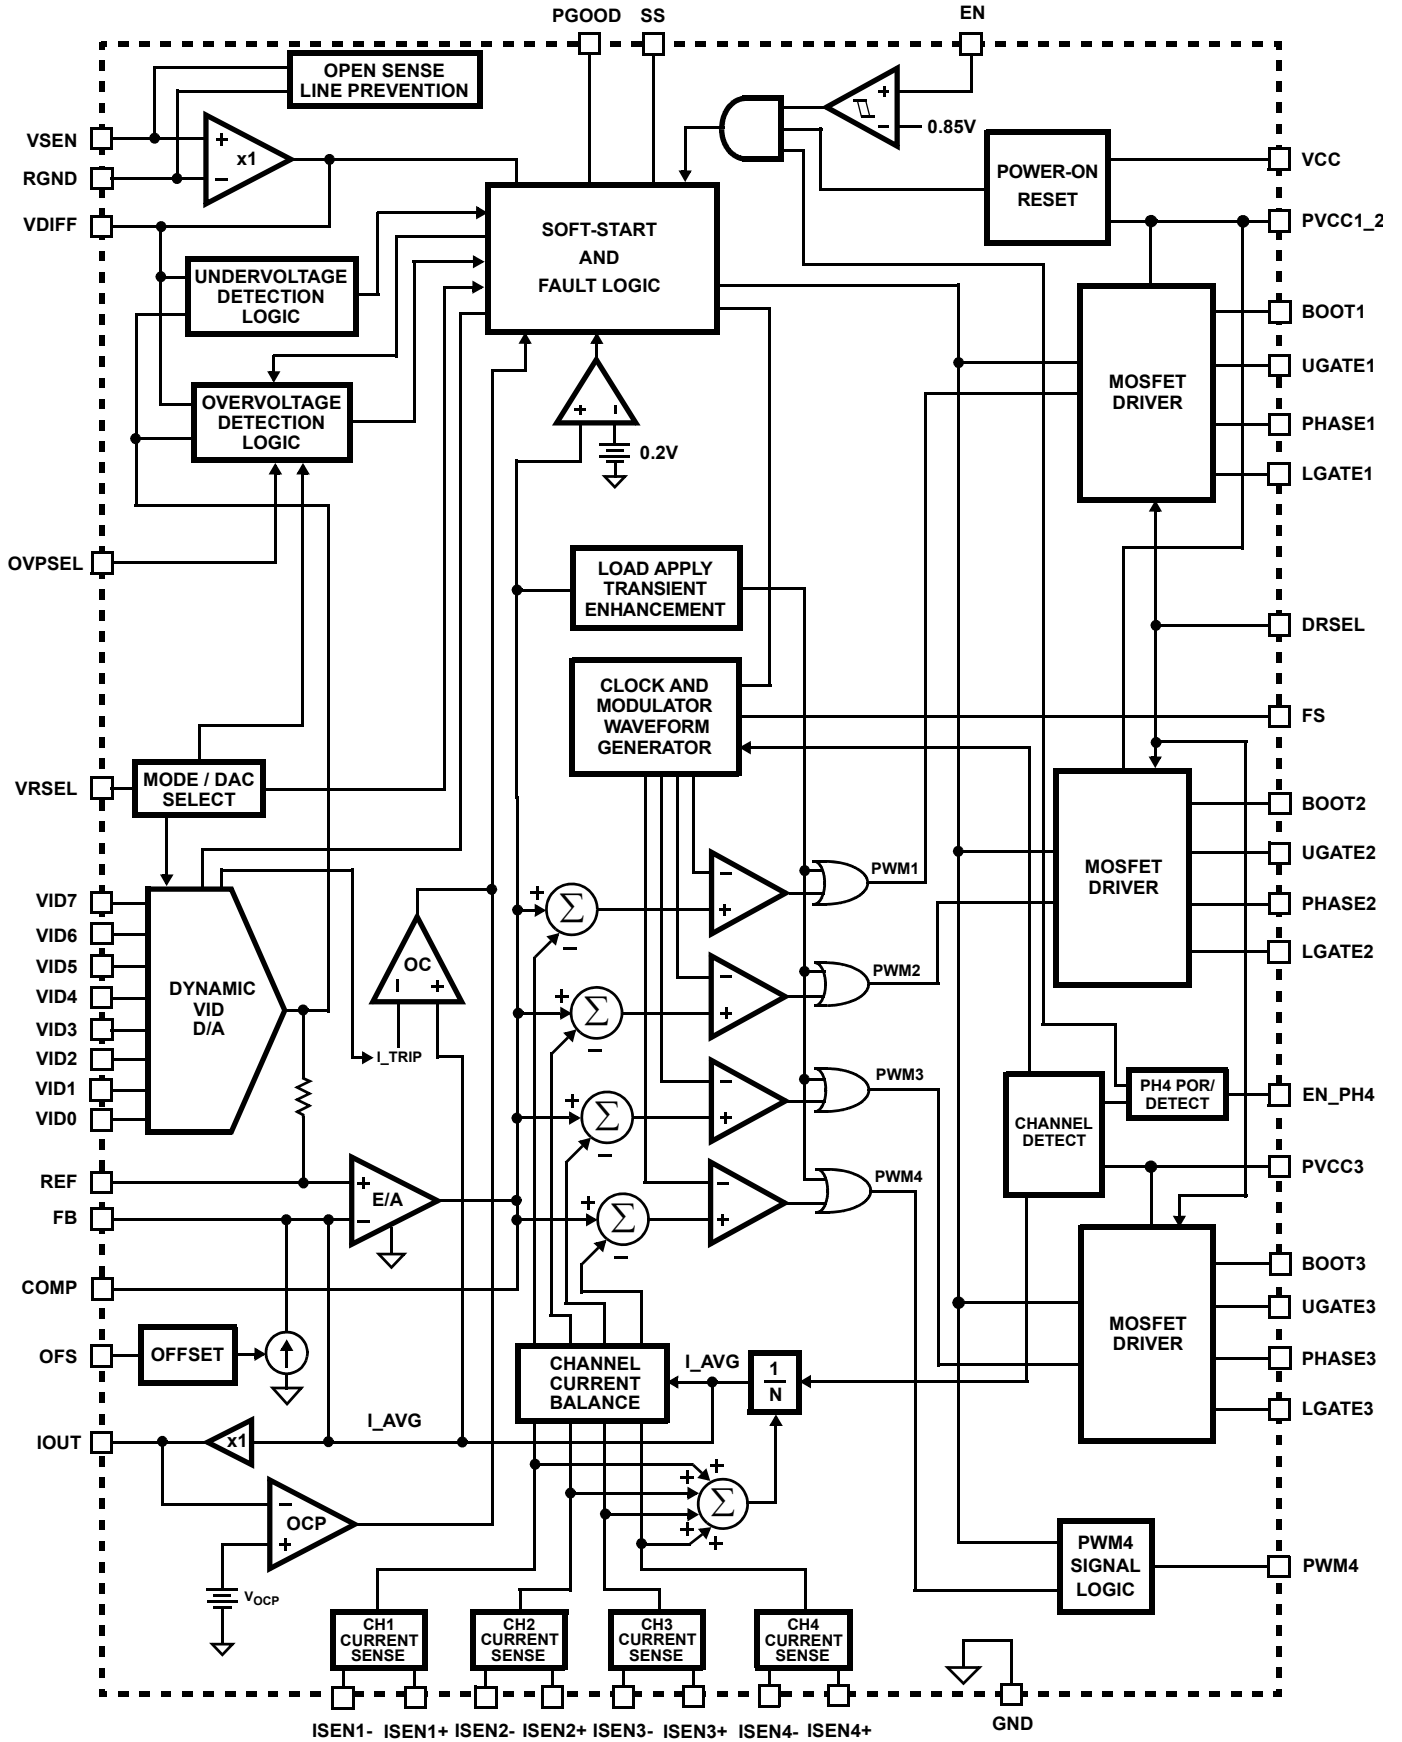 PGOOD SS EN
OPEN SENSE
LINE PREVENTION
VSEN
+
−
x1
RGND
VDIFF
+
−
0.85V
POWER-ON
RESET
VCC
PVCC1_2
SOFT-START
AND
FAULT LOGIC
UNDERVOLTAGE
DETECTION
LOGIC
OVERVOLTAGE
DETECTION
LOGIC
+ −
0.2V
MOSFET
DRIVER
BOOT1
UGATE1
PHASE1
LGATE1
OVPSEL
LOAD APPLY
TRANSIENT
ENHANCEMENT
DRSEL
CLOCK AND
MODULATOR
WAVEFORM
GENERATOR
FS
VRSEL
MODE / DAC
SELECT
MOSFET
DRIVER
BOOT2
UGATE2
PHASE2
LGATE2
VID7
VID6
VID5
VID4
VID3
VID2
VID1
VID0
DYNAMIC
VID
D/A
OC
− +
I_TRIP
+
Σ
−
−
+
PWM1
+
Σ
−
−
+
PWM2
+
Σ
−
−
+
PWM3
+
Σ
−
−
+
PWM4
CHANNEL
DETECT
PH4 POR/
DETECT
EN_PH4
PVCC3
REF
FB
+
−
E/A
COMP
OFS
OFFSET
MOSFET
DRIVER
BOOT3
UGATE3
PHASE3
LGATE3
CHANNEL
CURRENT
BALANCE
I_AVG
1
N
I_AVG
IOUT
x1
−
+
OCP
VOCP
+
+
Σ
+
+
PWM4
SIGNAL
LOGIC
PWM4
CH1
CURRENT
SENSE
CH2
CURRENT
SENSE
CH3
CURRENT
SENSE
CH4
CURRENT
SENSE
ISEN1- ISEN1+ ISEN2- ISEN2+ ISEN3- ISEN3+ ISEN4- ISEN4+
GND